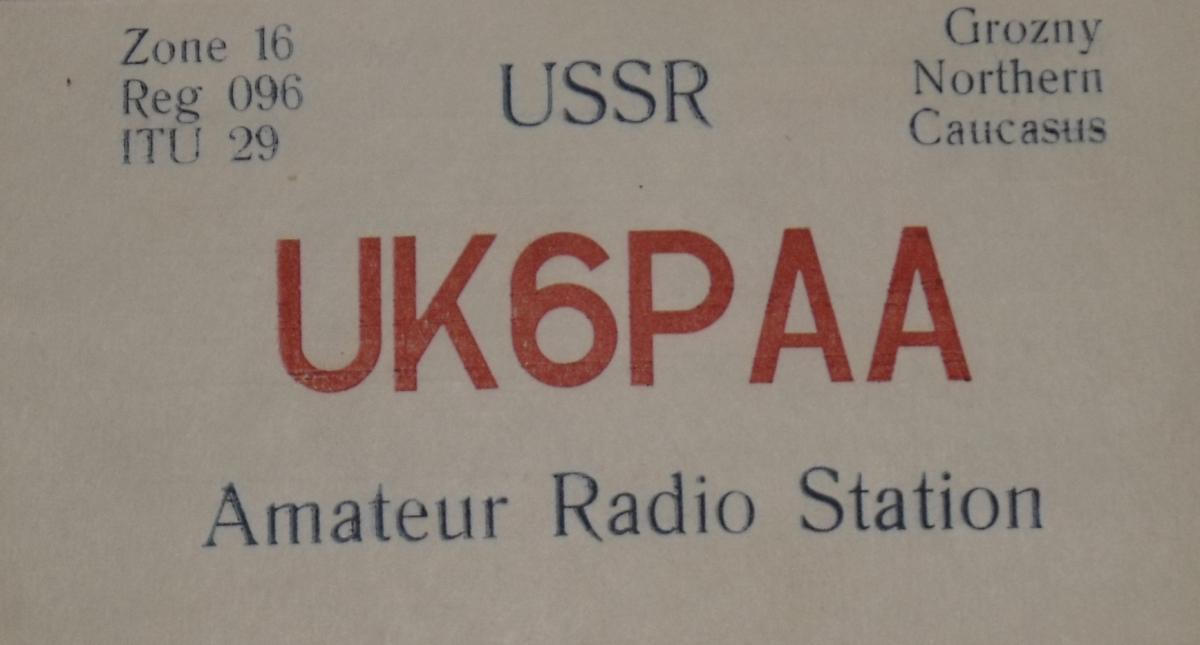 Zone 16
Reg 096
ITU 29
USSR
Grozny
Northern
Caucasus
UK6PAA
Amateur Radio Station